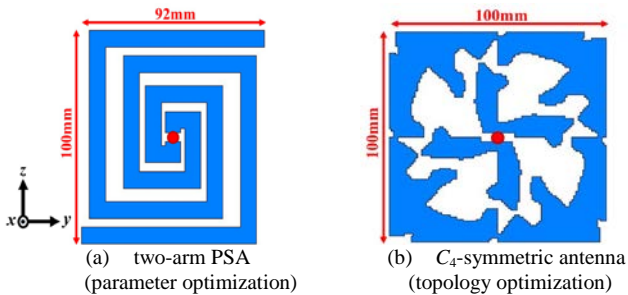 92mm
100mm
100mm
100mm
z
x
y
(a) two-arm PSA
(parameter optimization)
(b) C₄-symmetric antenna
(topology optimization)